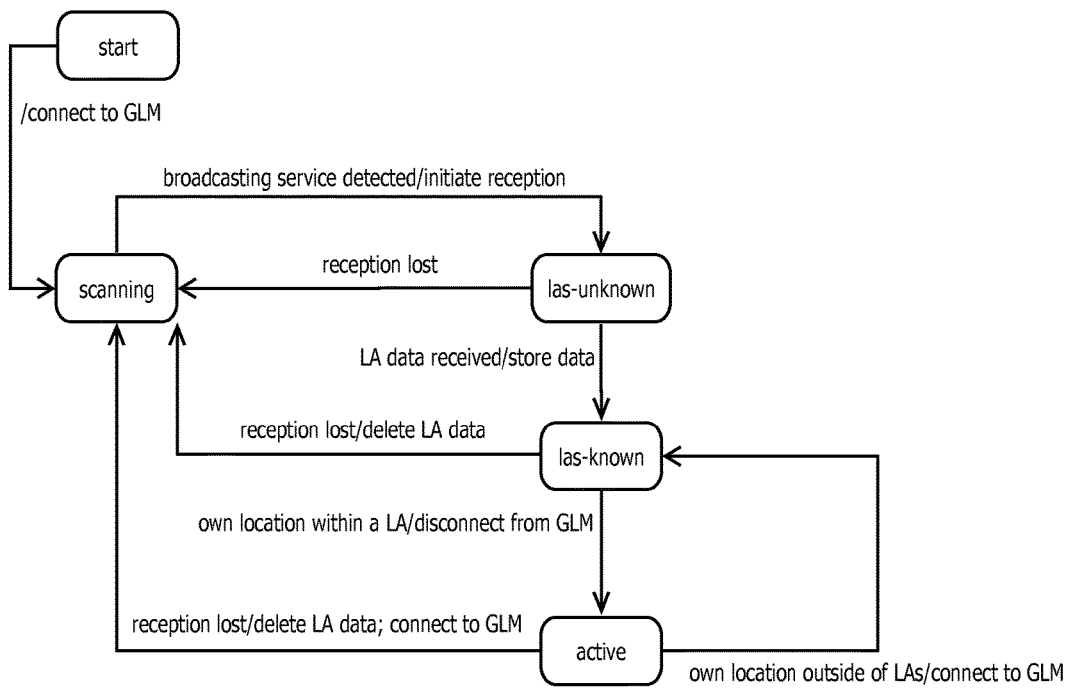 start
/connect to GLM
broadcasting service detected/initiate reception
reception lost
scanning
las-unknown
LA data received/store data
reception lost/delete LA data
las-known
own location within a LA/disconnect from GLM
reception lost/delete LA data; connect to GLM
active
own location outside of LAs/connect to GLM